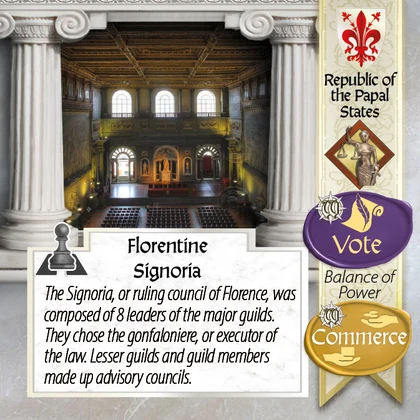 Republic of
the Papal
States
Vote
Balance of
Power
Commerce
Florentine
Signoria
The Signoria, or ruling council of Florence, was
composed of 8 leaders of the major guilds.
They chose the gonfaloniere, or executor of
the law. Lesser guilds and guild members
made up advisory councils.